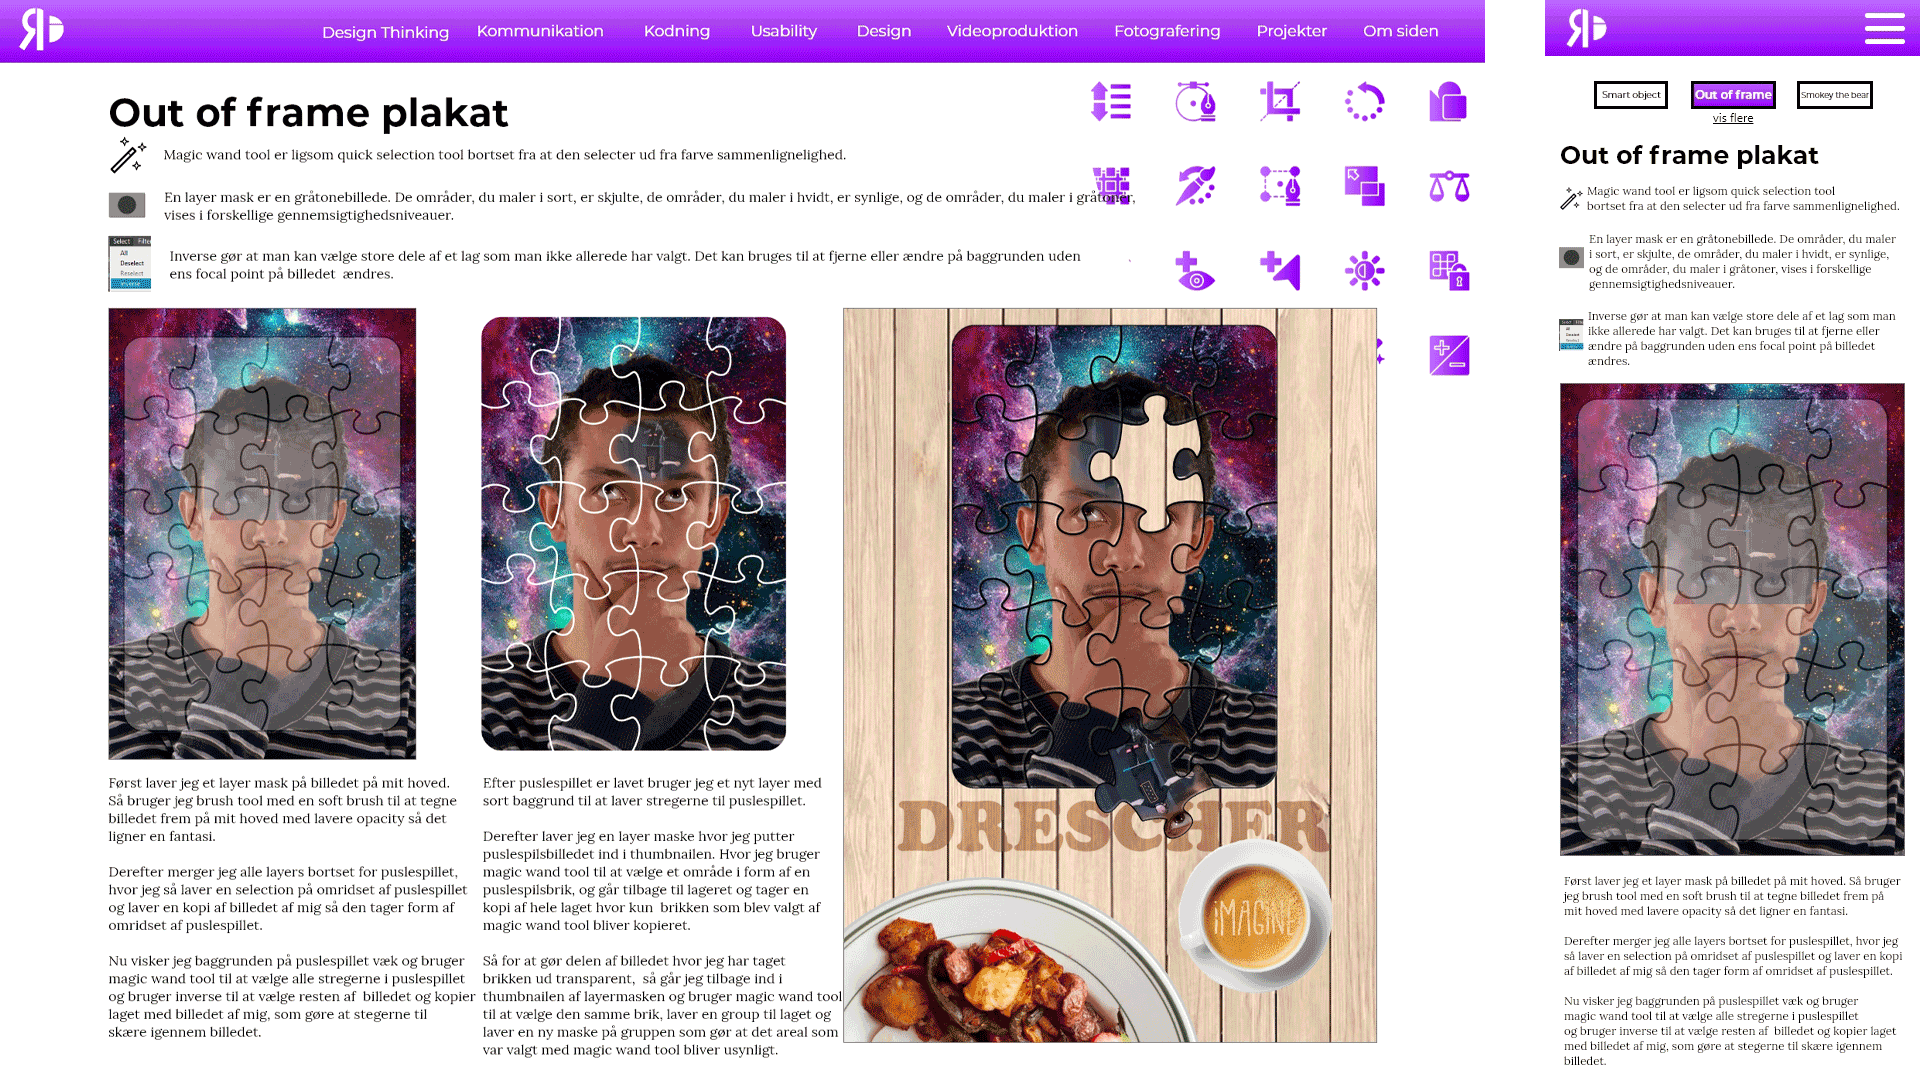 Design Thinking
Kommunikation
Kodning
Usability
Design
Videoproduktion
Fotografering
Projekter
Om siden
Out of frame plakat
Magic wand tool er ligsom quick selection tool bortset fra at den selecter ud fra farve sammenlignelighed.
En layer mask er en gråtonebillede. De områder, du maler i sort, er skjulte, de områder, du maler i hvidt, er synlige, og de områder, du maler i gråtoner,
vises i forskellige gennemsigtighedsniveauer.
Select Filter
All
Deselect
Reselect
Inverse
Inverse gør at man kan vælge store dele af et lag som man ikke allerede har valgt. Det kan bruges til at fjerne eller ændre på baggrunden uden
ens focal point på billedet  ændres.
Først laver jeg et layer mask på billedet på mit hoved.
Så bruger jeg brush tool med en soft brush til at tegne
billedet frem på mit hoved med lavere opacity så det
ligner en fantasi.
Derefter merger jeg alle layers bortset for puslespillet,
hvor jeg så laver en selection på omridset af puslespillet
og laver en kopi af billedet af mig så den tager form af
omridset af puslespillet.
Nu visker jeg baggrunden på puslespillet væk og bruger
magic wand tool til at vælge alle stregerne i puslespillet
og bruger inverse til at vælge resten af  billedet og kopier
laget med billedet af mig, som gøre at stegerne til
skære igennem billedet.
Efter puslespillet er lavet bruger jeg et nyt layer med
sort baggrund til at laver stregerne til puslespillet.
Derefter laver jeg en layer maske hvor jeg putter
puslespilsbilledet ind i thumbnailen. Hvor jeg bruger
magic wand tool til at vælge et område i form af en
puslespilsbrik, og går tilbage til lageret og tager en
kopi af hele laget hvor kun  brikken som blev valgt af
magic wand tool bliver kopieret.
Så for at gør delen af billedet hvor jeg har taget
brikken ud transparent,  så går jeg tilbage ind i
thumbnailen af layermasken og bruger magic wand tool
til at vælge den samme brik, laver en group til laget og
laver en ny maske på gruppen som gør at det areal som
var valgt med magic wand tool bliver usynligt.
DRESCHER
iMAGINE
Smart object
Out of frame
Smokey the bear
vis flere
Out of frame plakat
Magic wand tool er ligsom quick selection tool
bortset fra at den selecter ud fra farve sammenlignelighed.
En layer mask er en gråtonebillede. De områder, du maler
i sort, er skjulte, de områder, du maler i hvidt, er synlige,
og de områder, du maler i gråtoner, vises i forskellige
gennemsigtighedsniveauer.
Inverse gør at man kan vælge store dele af et lag som man
ikke allerede har valgt. Det kan bruges til at fjerne eller
ændre på baggrunden uden ens focal point på billedet
ændres.
Først laver jeg et layer mask på billedet på mit hoved. Så bruger
jeg brush tool med en soft brush til at tegne billedet frem på
mit hoved med lavere opacity så det ligner en fantasi.
Derefter merger jeg alle layers bortset for puslespillet, hvor jeg
så laver en selection på omridset af puslespillet og laver en kopi
af billedet af mig så den tager form af omridset af puslespillet.
Nu visker jeg baggrunden på puslespillet væk og bruger
magic wand tool til at vælge alle stregerne i puslespillet
og bruger inverse til at vælge resten af  billedet og kopier laget
med billedet af mig, som gøre at stegerne til skære igennem
billedet.